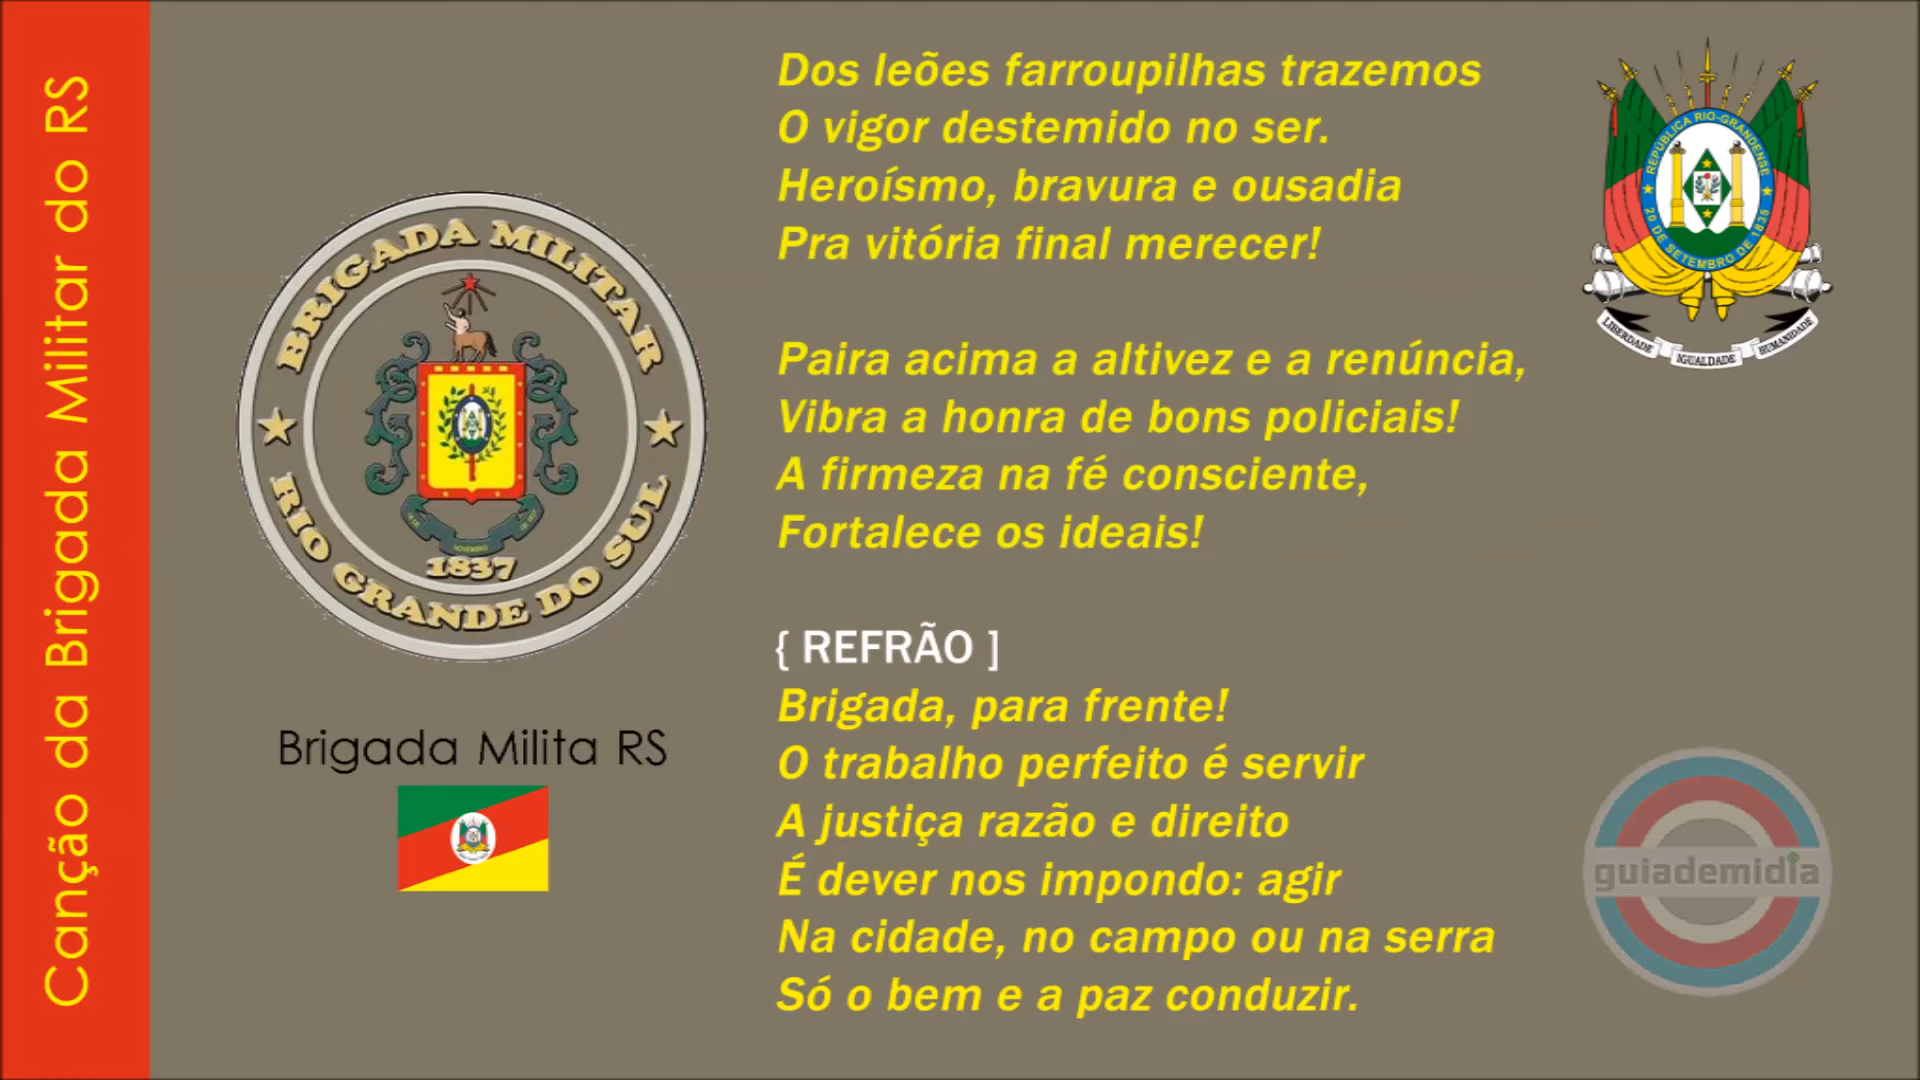 Canção da Brigada Militar do RS
BRIGADA MILITAR
RIO GRANDE DO SUL
1837
NOVEMBRO
Brigada Milita RS
Dos leões farroupilhas trazemos
O vigor destemido no ser.
Heroísmo, bravura e ousadia
Pra vitória final merecer!
Paira acima a altivez e a renúncia,
Vibra a honra de bons policiais!
A firmeza na fé consciente,
Fortalece os ideais!
{ REFRÃO ]
Brigada, para frente!
O trabalho perfeito é servir
A justiça razão e direito
É dever nos impondo: agir
Na cidade, no campo ou na serra
Só o bem e a paz conduzir.
REPÚBLICA RIO-GRANDENSE
20 DE SETEMBRO DE 1835
LIBERDADE
IGUALDADE
HUMANIDADE
guiademidia